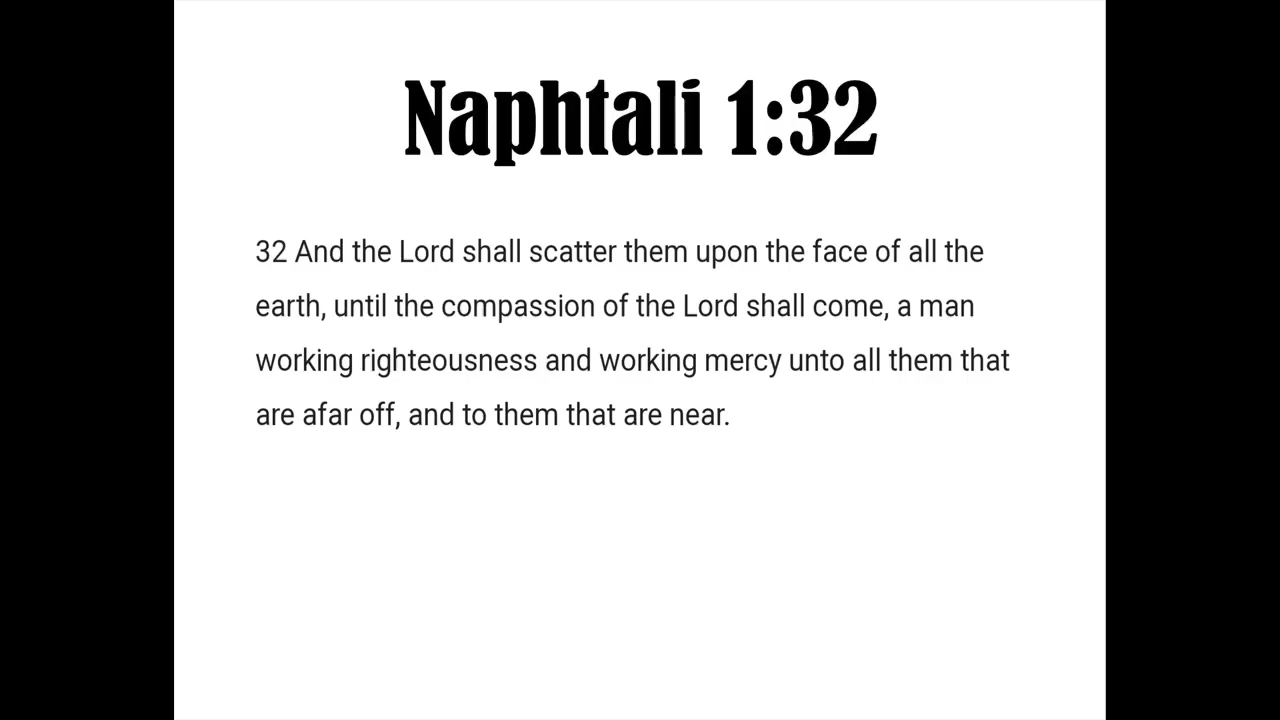 Naphtali 1:32
32 And the Lord shall scatter them upon the face of all the
earth, until the compassion of the Lord shall come, a man
working righteousness and working mercy unto all them that
are afar off, and to them that are near.